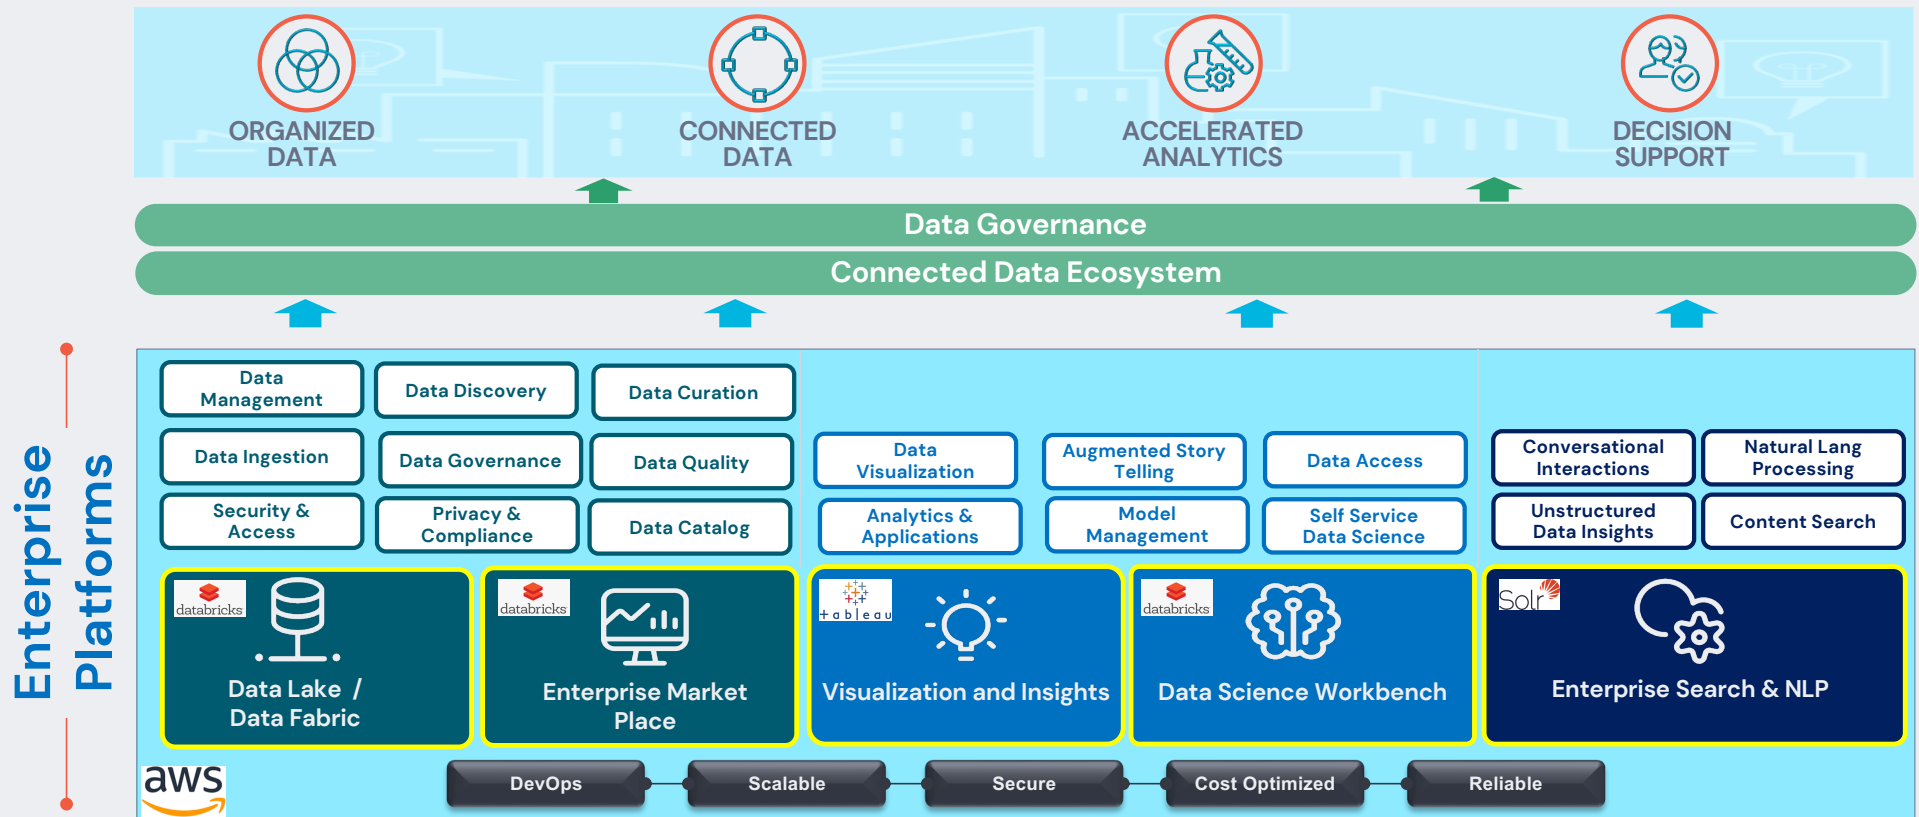 ORGANIZED
DATA
CONNECTED
DATA
ACCELERATED
ANALYTICS
DECISION
SUPPORT
Data Governance
Connected Data Ecosystem
Enterprise
Platforms
Data
Management
Data Discovery
Data Curation
Data Ingestion
Data Governance
Data Quality
Security &
Access
Privacy &
Compliance
Data Catalog
Data
Visualization
Augmented Story
Telling
Data Access
Analytics &
Applications
Model
Management
Self Service
Data Science
Conversational
Interactions
Natural Lang
Processing
Unstructured
Data Insights
Content Search
databricks
Data Lake /
Data Fabric
databricks
Enterprise Market
Place
+ableau
Visualization and Insights
databricks
Data Science Workbench
Solr
Enterprise Search & NLP
aws
DevOps
Scalable
Secure
Cost Optimized
Reliable